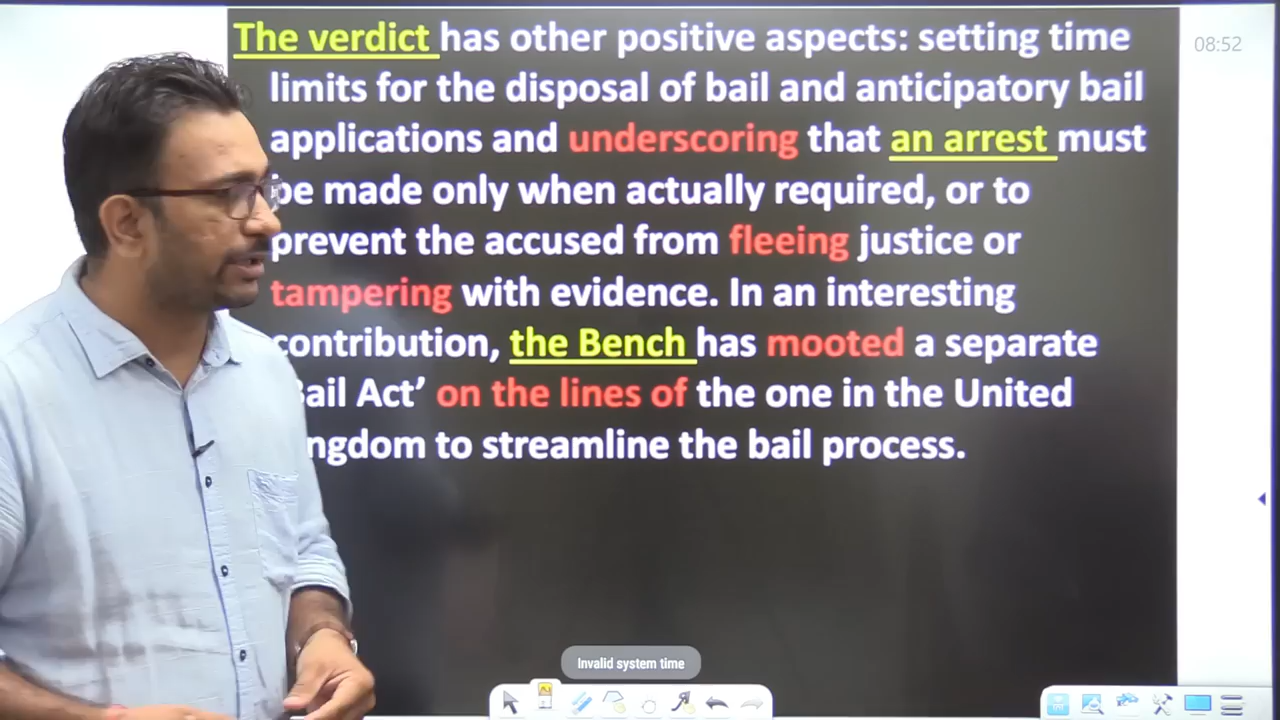 The verdict has other positive aspects: setting time
limits for the disposal of bail and anticipatory bail
applications and underscoring that an arrest must
be made only when actually required, or to
prevent the accused from fleeing justice or
tampering with evidence. In an interesting
contribution, the Bench has mooted a separate
Bail Act’ on the lines of the one in the United
ngdom to streamline the bail process.
08:52
Invalid system time